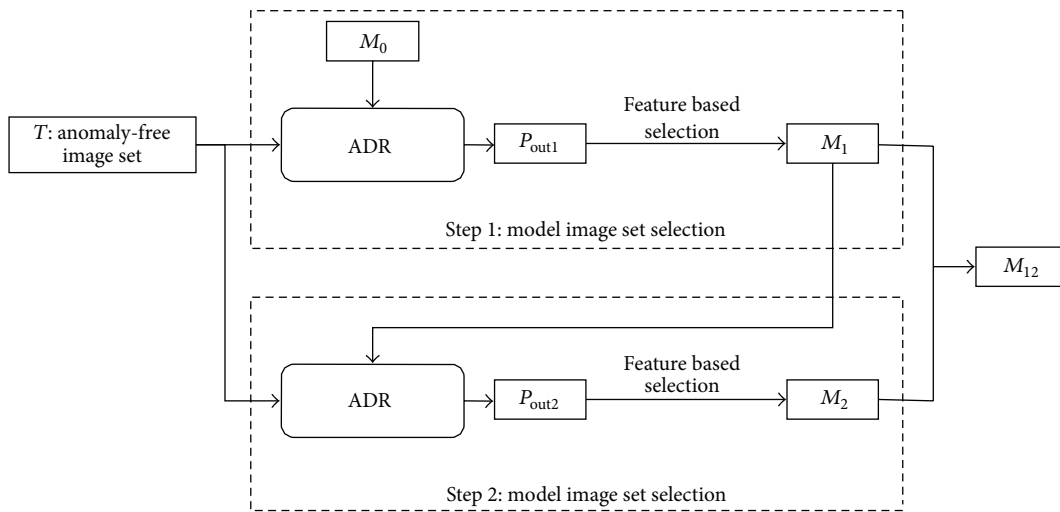 M₀
T: anomaly-free
image set
ADR
Pout1
Feature based
selection
M₁
Step 1: model image set selection
M₁₂
ADR
Pout2
Feature based
selection
M₂
Step 2: model image set selection